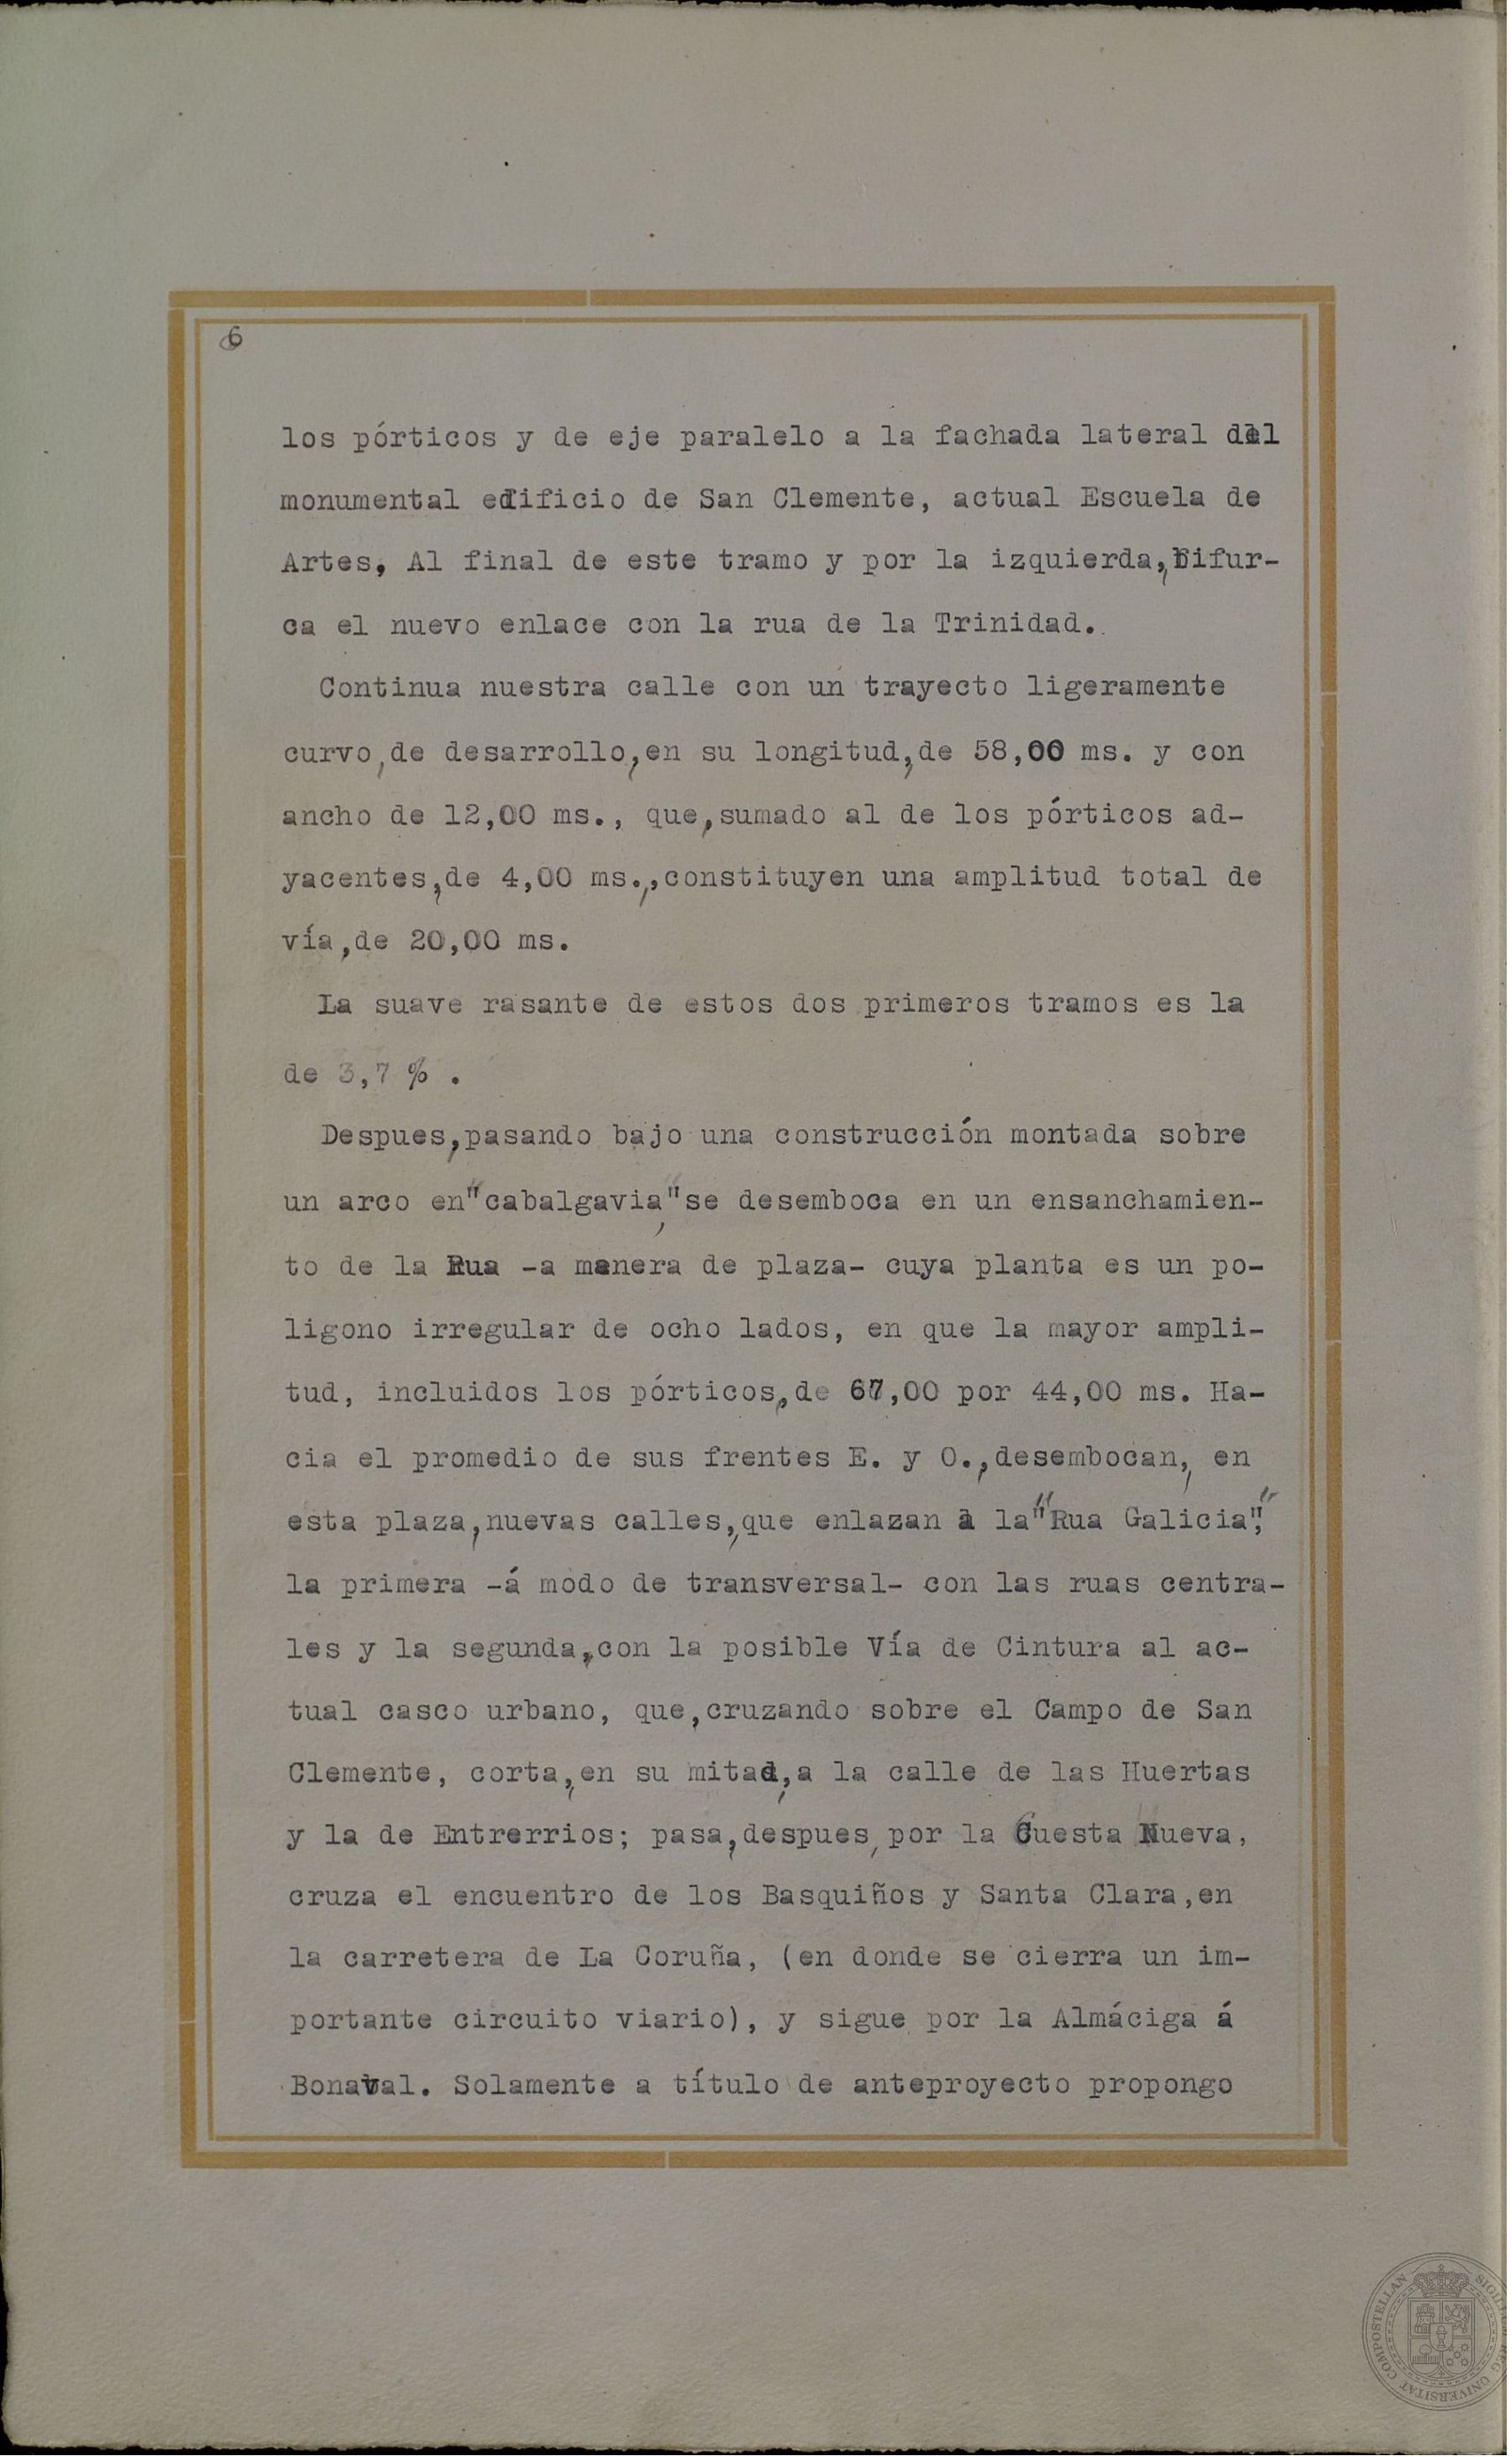 6
los pórticos y de eje paralelo a la fachada lateral del
monumental edificio de San Clemente, actual Escuela de
Artes, Al final de este tramo y por la izquierda, bifur-
ca el nuevo enlace con la rua de la Trinidad.
Continua nuestra calle con un trayecto ligeramente
curvo, de desarrollo, en su longitud, de 58,00 ms. y con
ancho de 12,00 ms., que, sumado al de los pórticos ad-
yacentes, de 4,00 ms., constituyen una amplitud total de
vía, de 20,00 ms.
La suave rasante de estos dos primeros tramos es la
de 3,7 % .
Despues, pasando bajo una construcción montada sobre
un arco en "cabalgavia", se desemboca en un ensanchamien-
to de la Rua -a manera de plaza- cuya planta es un po-
ligono irregular de ocho lados, en que la mayor ampli-
tud, incluidos los pórticos, de 67,00 por 44,00 ms. Ha-
cia el promedio de sus frentes E. y O., desembocan, en
esta plaza, nuevas calles, que enlazan à la "Rua Galicia",
la primera -á modo de transversal- con las ruas centra-
les y la segunda, con la posible Vía de Cintura al ac-
tual casco urbano, que, cruzando sobre el Campo de San
Clemente, corta, en su mitad, a la calle de las Huertas
y la de Entrerrios; pasa, despues, por la Cuesta Nueva,
cruza el encuentro de los Basquiños y Santa Clara, en
la carretera de La Coruña, (en donde se cierra un im-
portante circuito viario), y sigue por la Almáciga á
Bonaval. Solamente a título de anteproyecto propongo